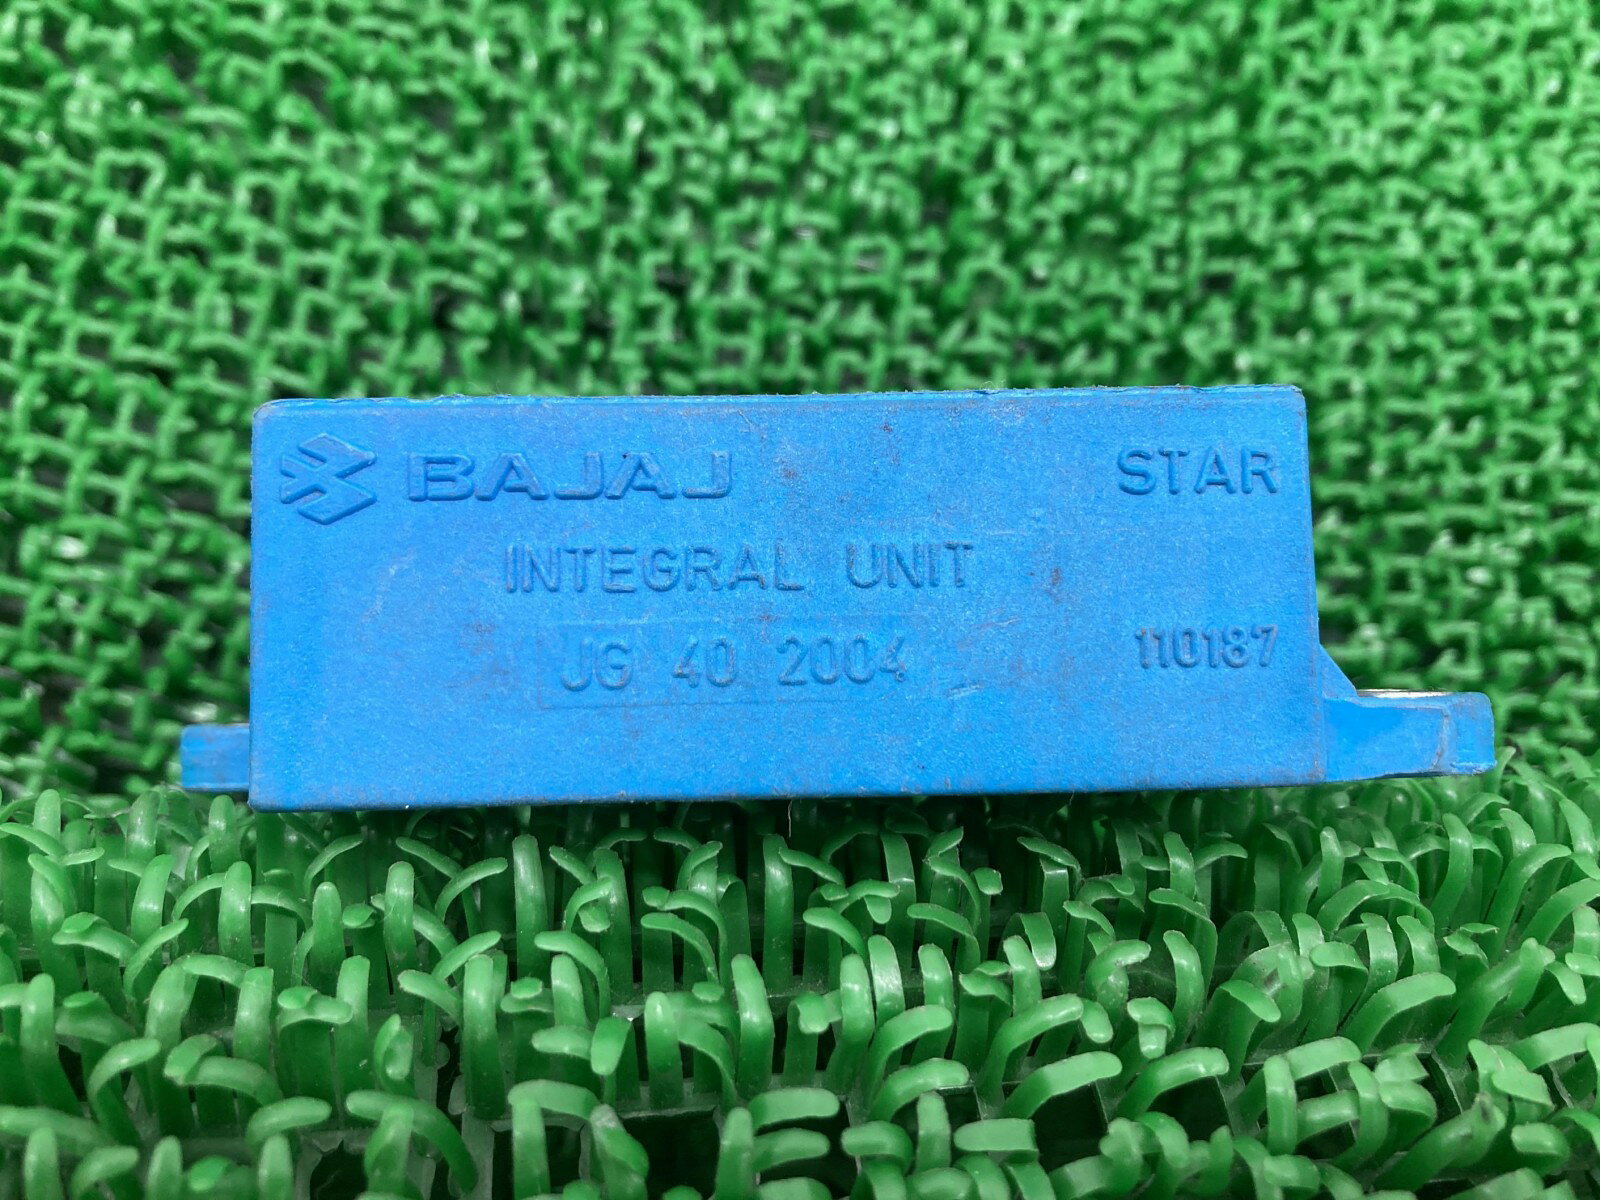 BAJAJ STAR
INTEGRAL UNIT
JG 40 2004 110187